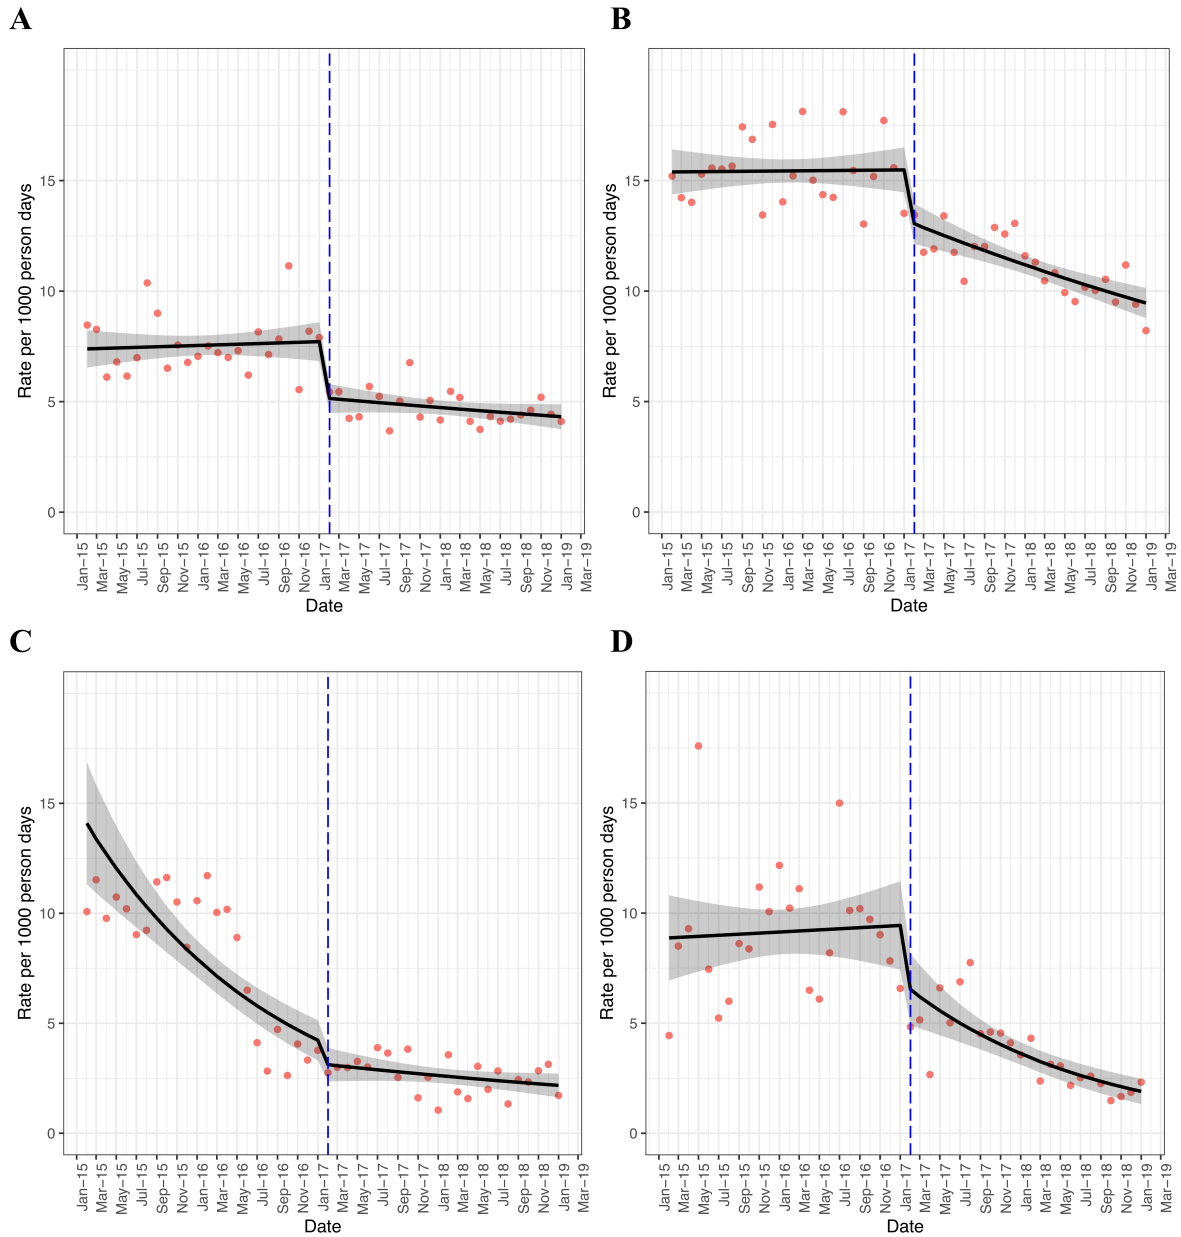 A
Rate per 1000 person days
15
10
5
0
Jan−15 Mar−15 May−15 Jul−15 Sep−15 Nov−15 Jan−16 Mar−16 May−16 Jul−16 Sep−16 Nov−16 Jan−17 Mar−17 May−17 Jul−17 Sep−17 Nov−17 Jan−18 Mar−18 May−18 Jul−18 Sep−18 Nov−18 Jan−19 Mar−19
Date
B
Rate per 1000 person days
15
10
5
0
Jan−15 Mar−15 May−15 Jul−15 Sep−15 Nov−15 Jan−16 Mar−16 May−16 Jul−16 Sep−16 Nov−16 Jan−17 Mar−17 May−17 Jul−17 Sep−17 Nov−17 Jan−18 Mar−18 May−18 Jul−18 Sep−18 Nov−18 Jan−19 Mar−19
Date
C
Rate per 1000 person days
15
10
5
0
Jan−15 Mar−15 May−15 Jul−15 Sep−15 Nov−15 Jan−16 Mar−16 May−16 Jul−16 Sep−16 Nov−16 Jan−17 Mar−17 May−17 Jul−17 Sep−17 Nov−17 Jan−18 Mar−18 May−18 Jul−18 Sep−18 Nov−18 Jan−19 Mar−19
Date
D
Rate per 1000 person days
15
10
5
0
Jan−15 Mar−15 May−15 Jul−15 Sep−15 Nov−15 Jan−16 Mar−16 May−16 Jul−16 Sep−16 Nov−16 Jan−17 Mar−17 May−17 Jul−17 Sep−17 Nov−17 Jan−18 Mar−18 May−18 Jul−18 Sep−18 Nov−18 Jan−19 Mar−19
Date